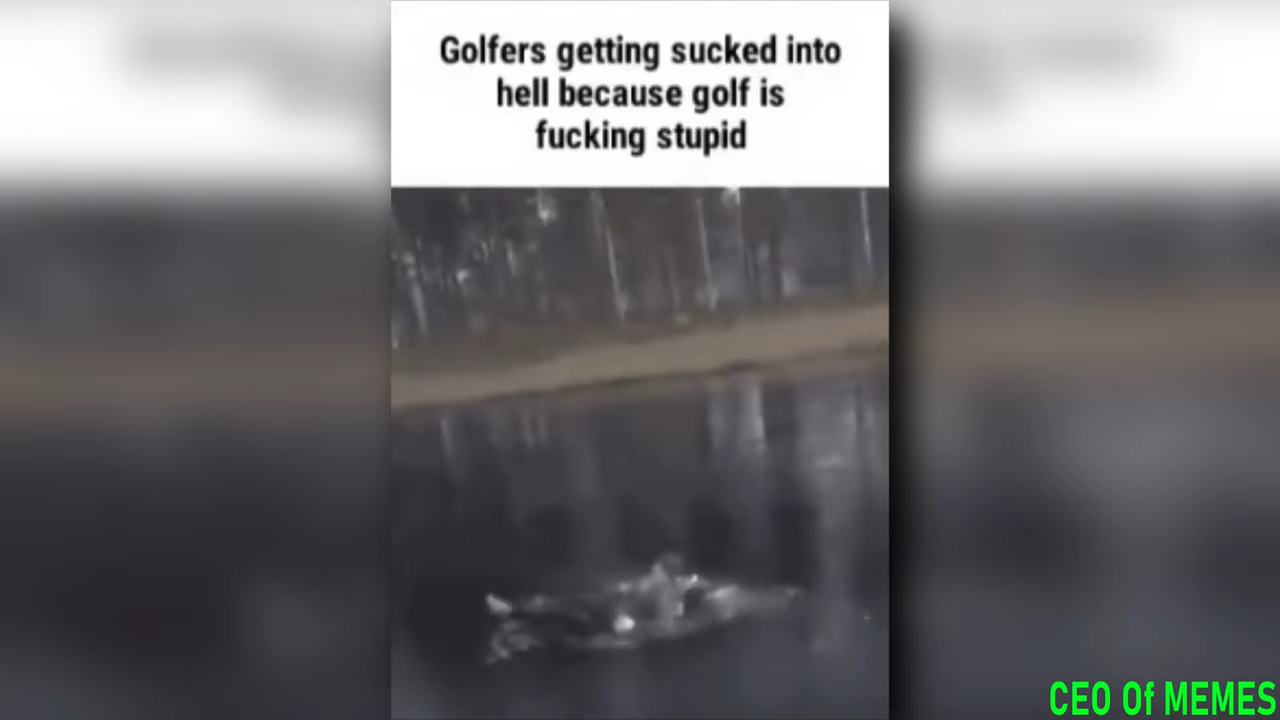 Golfers getting sucked into
hell because golf is
fucking stupid
CEO Of MEMES